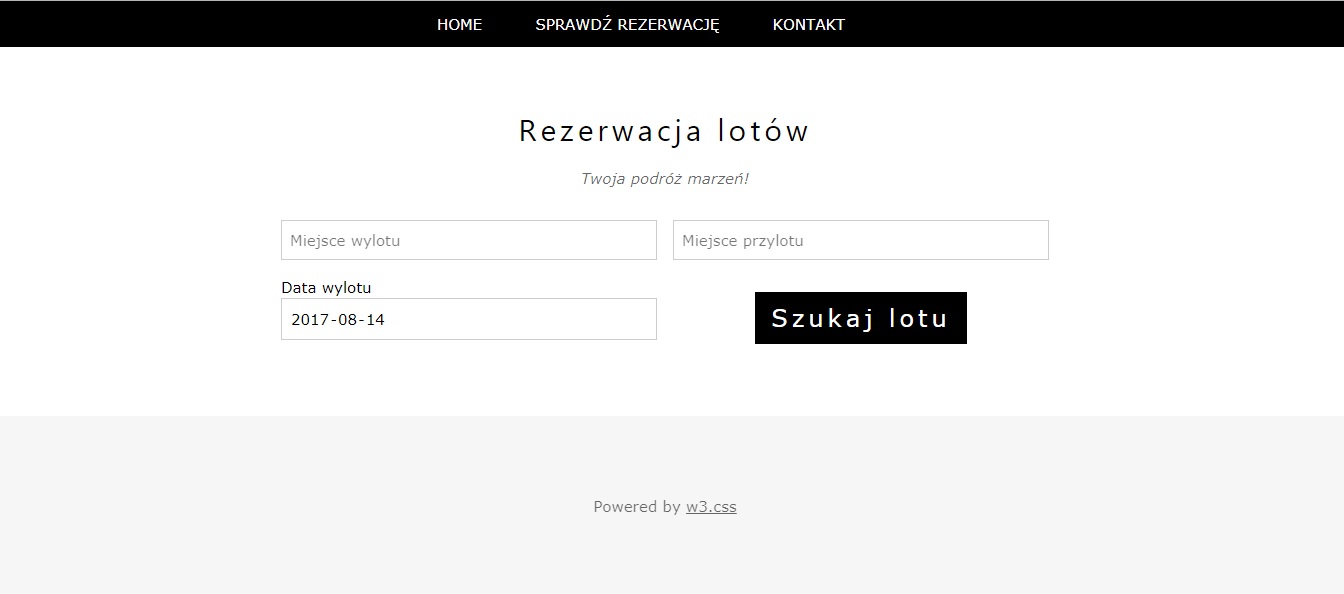 HOME SPRAWDŹ REZERWACJĘ KONTAKT
Rezerwacja lotów
Twoja podróż marzeń!
Miejsce wylotu Miejsce przylotu
Data wylotu
2017-08-14 Szukaj lotu
Powered by w3.css